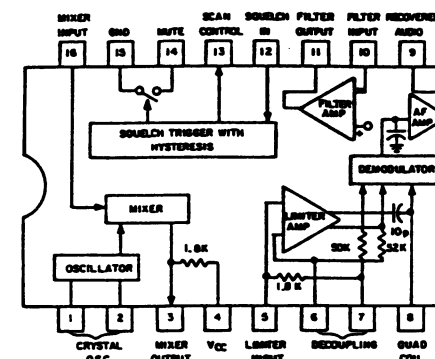 MIXER INPUT
GND
MUTE
SCAN CONTROL
SQUELCH IN
FILTER OUTPUT
FILTER INPUT
RECOVERED AUDIO
16
15
14
13
12
11
10
9
FILTER AMP
AF AMP
SQUELCH TRIGGER WITH
HYSTERESIS
DEMODULATOR
MIXER
LIMITER AMP
10p
1.8K
50K
52K
OSCILLATOR
1.8K
1
2
3
4
5
6
7
8
CRYSTAL
MIXER OUTPUT
VCC
LIMITER INPUT
DECOUPLING
QUAD COIL
OSC